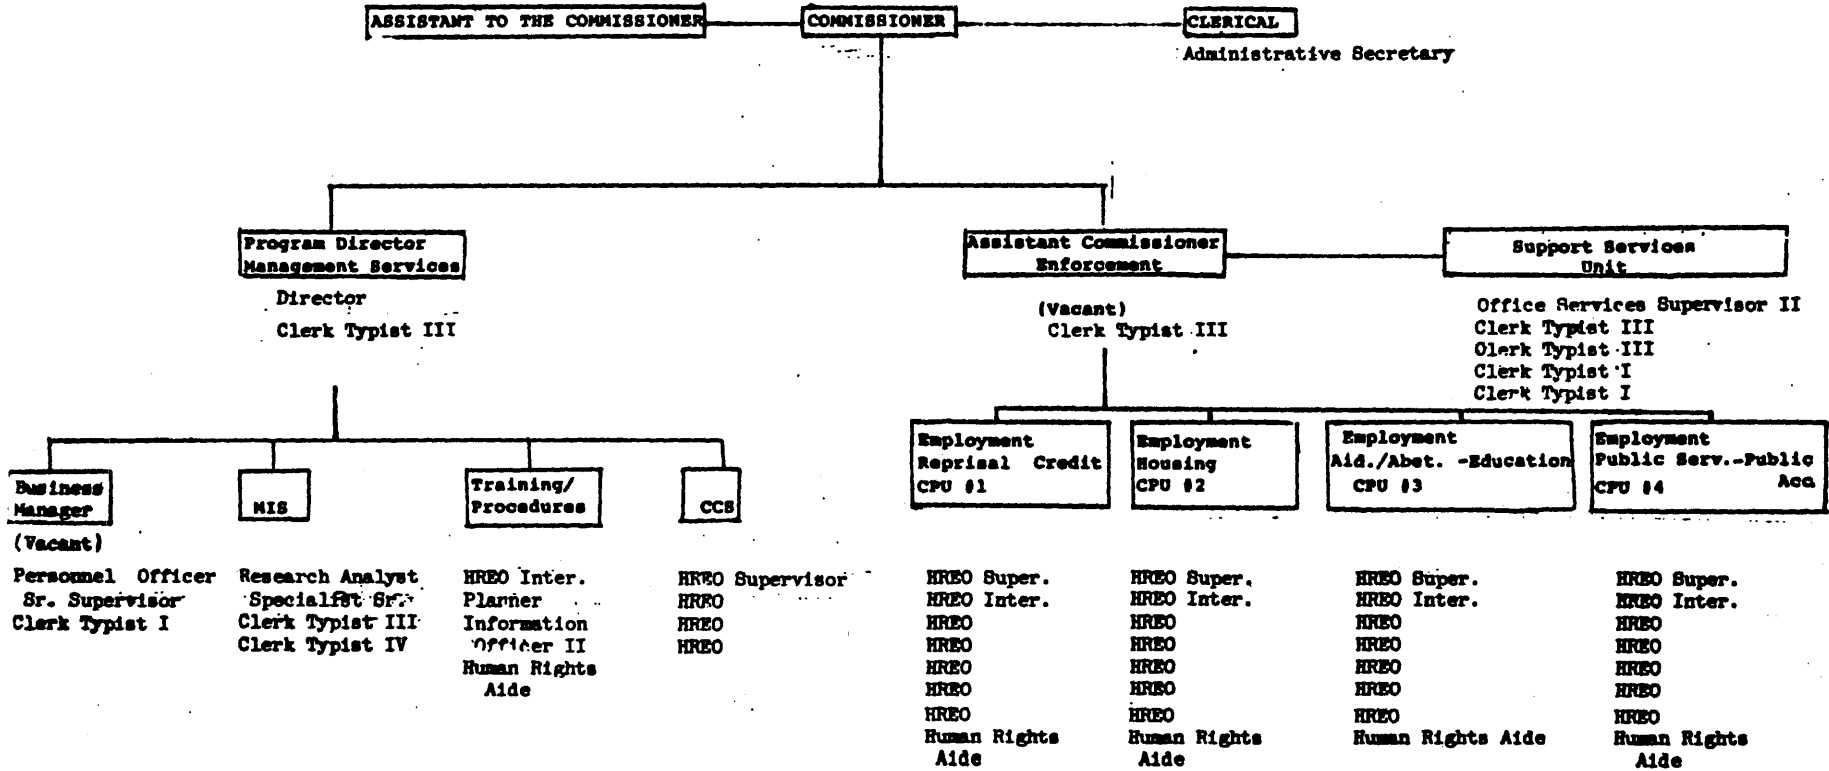 ASSISTANT TO THE COMMISSIONER
COMMISSIONER
CLERICAL
Administrative Secretary
Program Director
Management Services
Director
Clerk Typist III
Assistant Commissioner
Enforcement
(Vacant)
Clerk Typist III
Support Services
Unit
Office Services Supervisor II
Clerk Typist III
Clerk Typist III
Clerk Typist I
Clerk Typist I
Business
Manager
(Vacant)
Personnel Officer
Sr. Supervisor
Clerk Typist I
MIS
Research Analyst
Specialist Sr.
Clerk Typist III
Clerk Typist IV
Training/
Procedures
HREO Inter.
Planner
Information
Officer II
Human Rights
Aide
CCS
HREO Supervisor
HREO
HREO
HREO
Employment
Reprisal Credit
CPU #1
HREO Super.
HREO Inter.
HREO
HREO
HREO
HREO
HREO
Human Rights
Aide
Employment
Housing
CPU #2
HREO Super.
HREO Inter.
HREO
HREO
HREO
HREO
HREO
Human Rights
Aide
Employment
Aid./Abet. -Education
CPU #3
HREO Super.
HREO Inter.
HREO
HREO
HREO
HREO
HREO
Human Rights Aide
Employment
Public Serv.-Public
Acc
CPU #4
HREO Super.
HREO Inter.
HREO
HREO
HREO
HREO
HREO
Human Rights
Aide